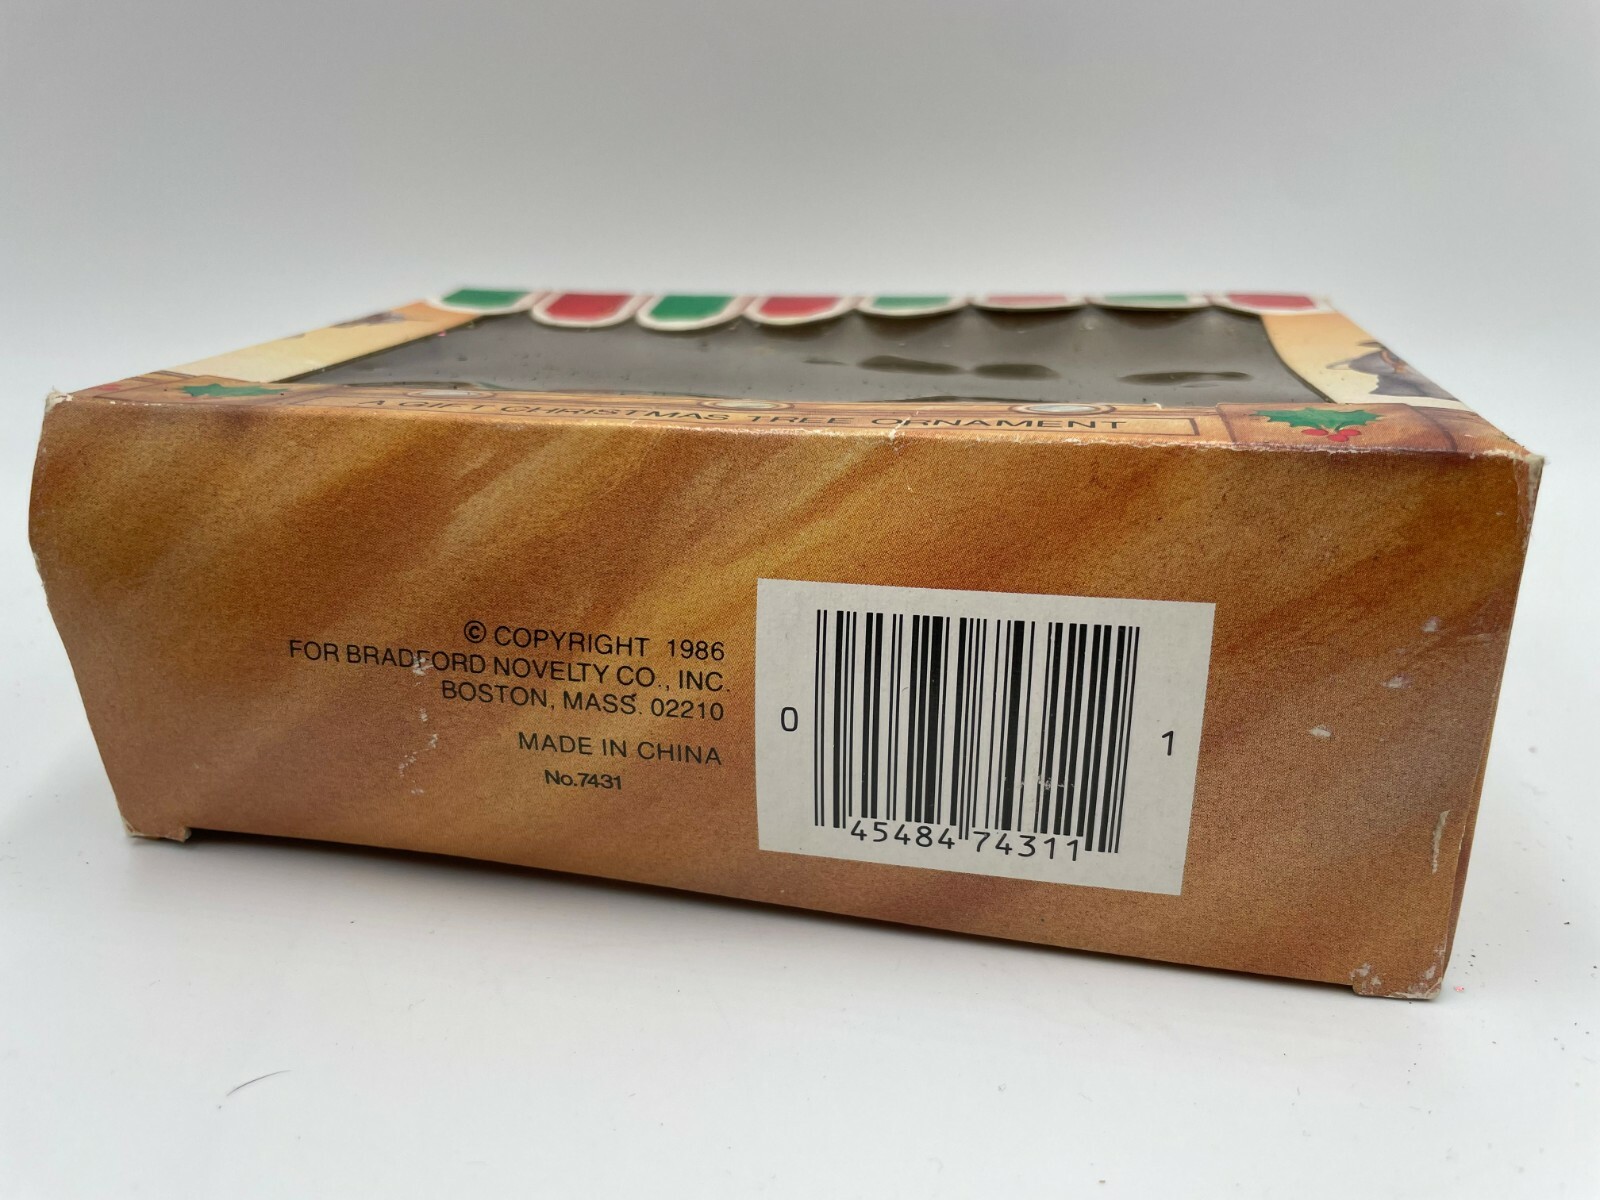 A GIFT CHRISTMAS TREE ORNAMENT
© COPYRIGHT 1986
FOR BRADFORD NOVELTY CO., INC.
BOSTON, MASS. 02210
MADE IN CHINA
No.7431
0 45484 74311 1